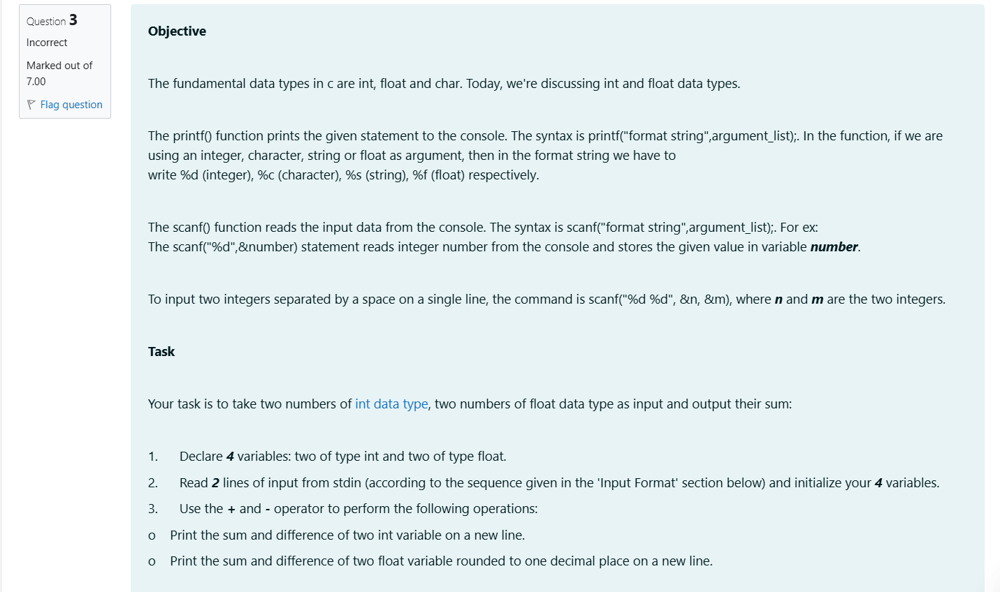 Question 3
Incorrect
Marked out of
7.00
Flag question
Objective
The fundamental data types in c are int, float and char. Today, we're discussing int and float data types.
The printf() function prints the given statement to the console. The syntax is printf("format string",argument_list);. In the function, if we are
using an integer, character, string or float as argument, then in the format string we have to
write %d (integer), %c (character), %s (string), %f (float) respectively.
The scanf() function reads the input data from the console. The syntax is scanf("format string",argument_list);. For ex:
The scanf("%d",&number) statement reads integer number from the console and stores the given value in variable number.
To input two integers separated by a space on a single line, the command is scanf("%d %d", &n, &m), where n and m are the two integers.
Task
Your task is to take two numbers of int data type, two numbers of float data type as input and output their sum:
1. Declare 4 variables: two of type int and two of type float.
2. Read 2 lines of input from stdin (according to the sequence given in the 'Input Format' section below) and initialize your 4 variables.
3. Use the + and - operator to perform the following operations:
o Print the sum and difference of two int variable on a new line.
o Print the sum and difference of two float variable rounded to one decimal place on a new line.